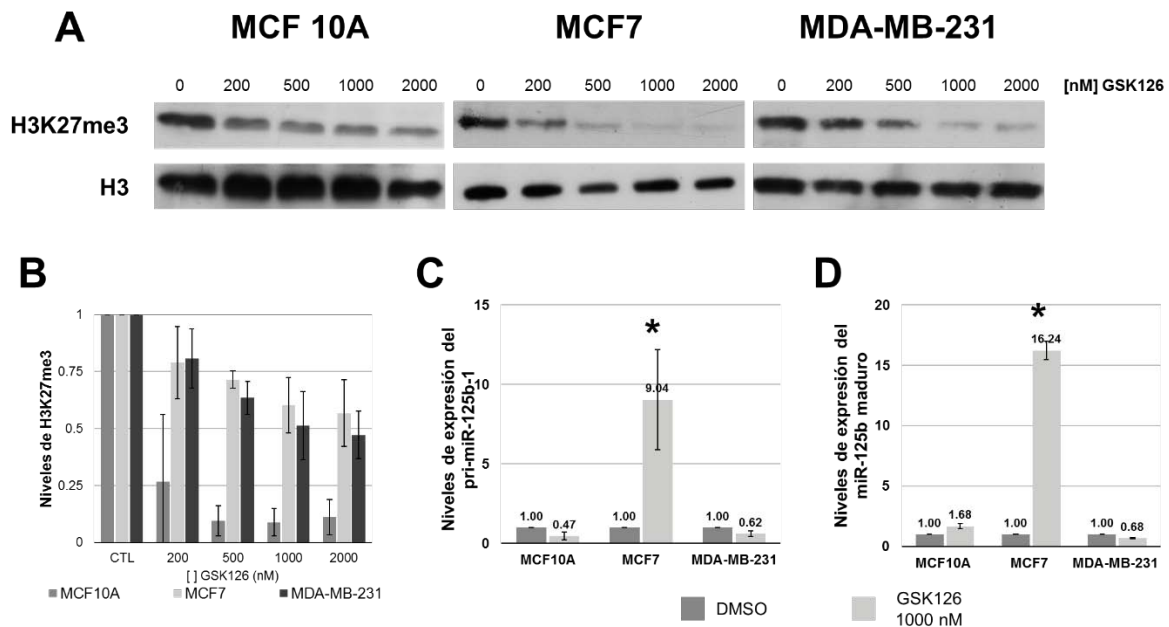 A
MCF 10A MCF7 MDA-MB-231
0 200 500 1000 2000 0 200 500 1000 2000 0 200 500 1000 2000 [nM] GSK126
H3K27me3
H3
B
Niveles de H3K27me3
1
0.75
0.5
0.25
0
CTL 200 500 1000 2000
[ ] GSK126 (nM)
MCF10A MCF7 MDA-MB-231
C
Niveles de expresión del
pri-miR-125b-1
15
10
5
0
*
1.00 0.47 1.00 9.04 1.00 0.62
MCF10A MCF7 MDA-MB-231
D
Niveles de expresión del
miR-125b maduro
20
15
10
5
0
*
1.00 1.68 1.00 16.24 1.00 0.68
MCF10A MCF7 MDA-MB-231
DMSO
GSK126
1000 nM